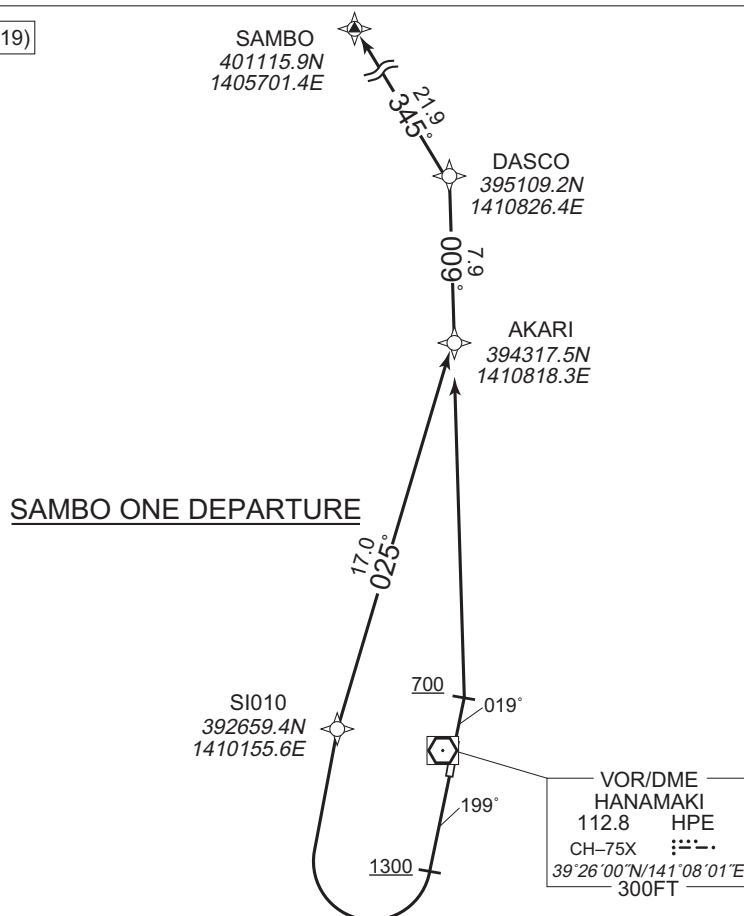 19)
SAMBO
401115.9N
1405701.4E
21.9
345°
DASCO
395109.2N
1410826.4E
7.9
009°
AKARI
394317.5N
1410818.3E
SAMBO ONE DEPARTURE
17.0
025°
SI010
392659.4N
1410155.6E
700
019°
199°
1300
VOR/DME
HANAMAKI
112.8 HPE
CH–75X
39°26′00″N/141°08′01″E
300FT